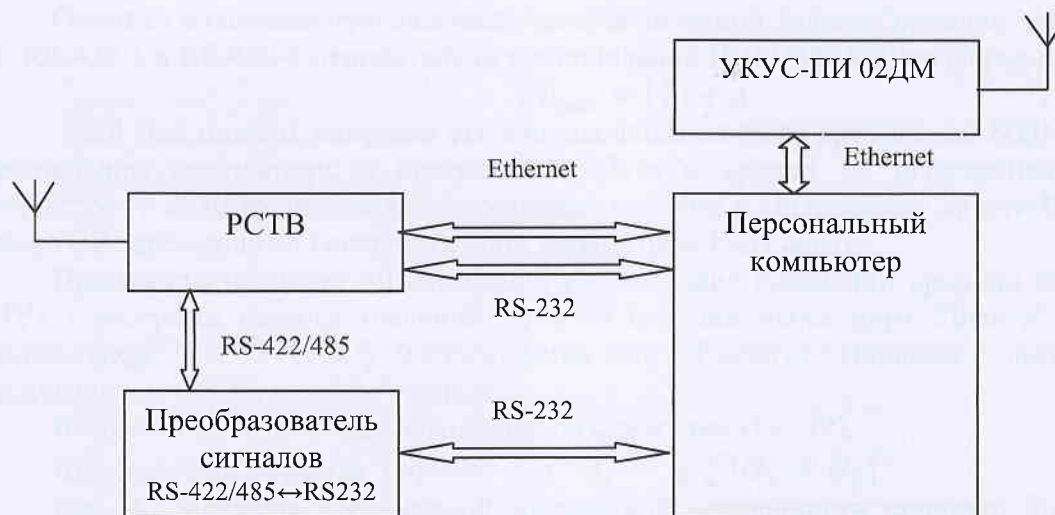 УКУС-ПИ 02ДМ
Ethernet
Ethernet
РСТВ
Персональный
компьютер
RS-232
RS-422/485
RS-232
Преобразователь
сигналов
RS-422/485↔RS232